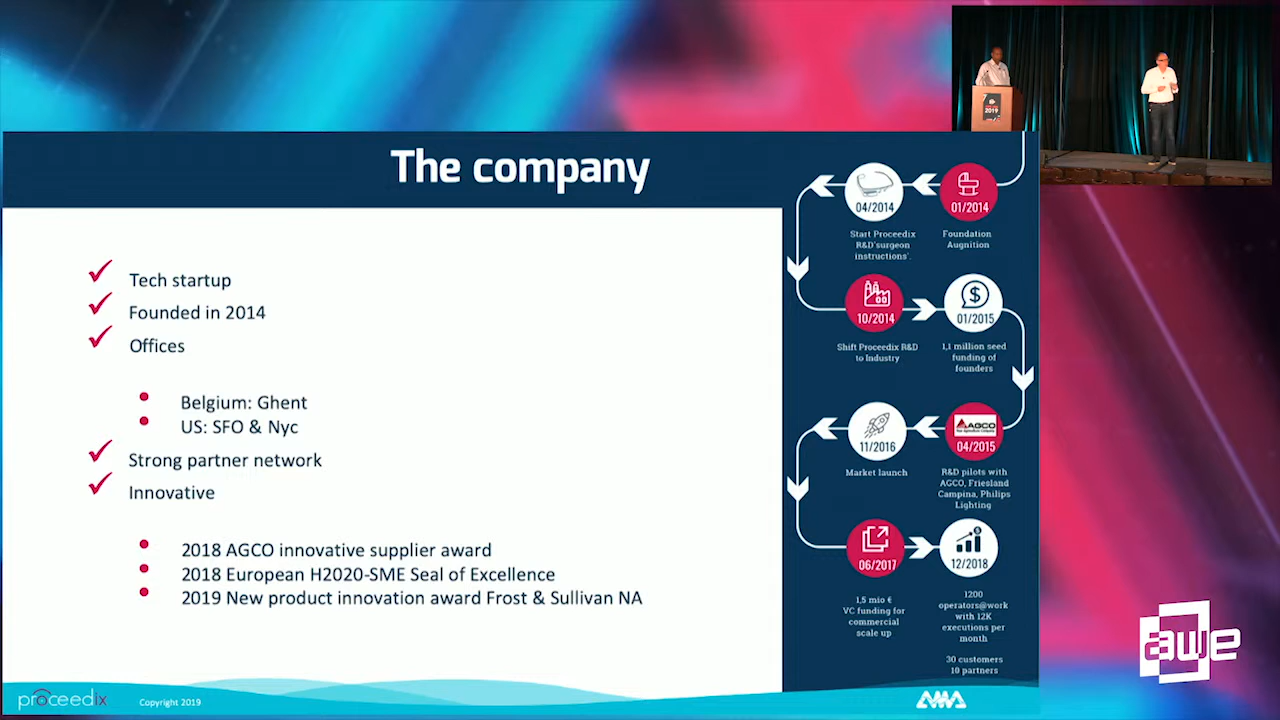 The company
Tech startup
Founded in 2014
Offices
Belgium: Ghent
US: SFO & Nyc
Strong partner network
Innovative
2018 AGCO innovative supplier award
2018 European H2020-SME Seal of Excellence
2019 New product innovation award Frost & Sullivan NA
01/2014
Foundation
Augnition
04/2014
Start Proceedix
R&D'surgeon
instructions'.
10/2014
Shift Proceedix R&D
to Industry
01/2015
1,1 million seed
funding of
founders
AGCO
Your Agriculture Company
04/2015
R&D pilots with
AGCO, Friesland
Campina, Philips
Lighting
11/2016
Market launch
06/2017
1,5 mio €
VC funding for
commercial
scale up
12/2018
1200
operators@work
with 12K
executions per
month
30 customers
10 partners
proceedix
Copyright 2019
AMA
2019
awe